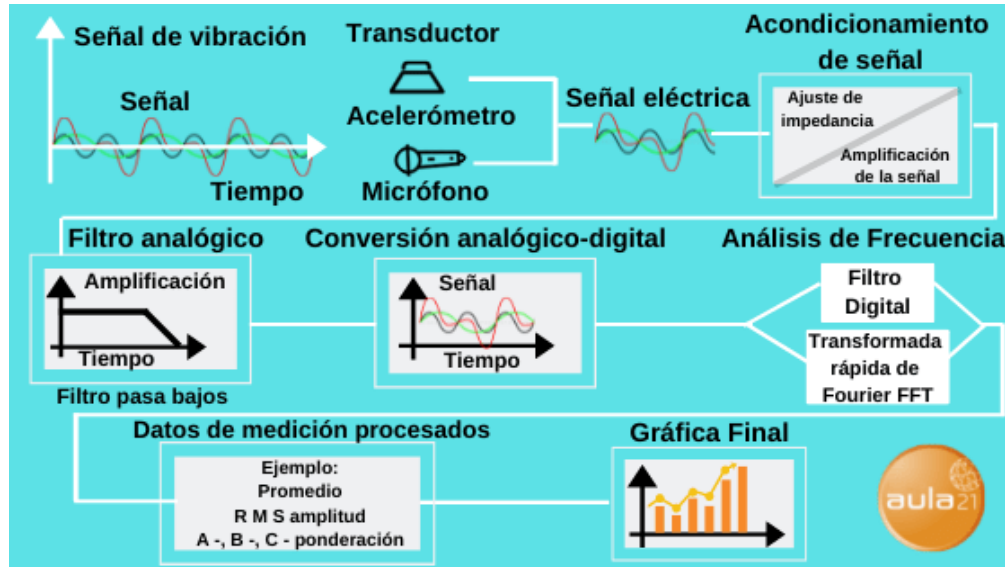 Señal de vibración
Señal
Tiempo
Transductor
Acelerómetro
Micrófono
Señal eléctrica
Acondicionamiento
de señal
Ajuste de
impedancia
Amplificación
de la señal
Filtro analógico
Amplificación
Tiempo
Filtro pasa bajos
Conversión analógico-digital
Señal
Tiempo
Análisis de Frecuencia
Filtro
Digital
Transformada
rápida de
Fourier FFT
Datos de medición procesados
Ejemplo:
Promedio
R M S amplitud
A -, B -, C - ponderación
Gráfica Final
aula21